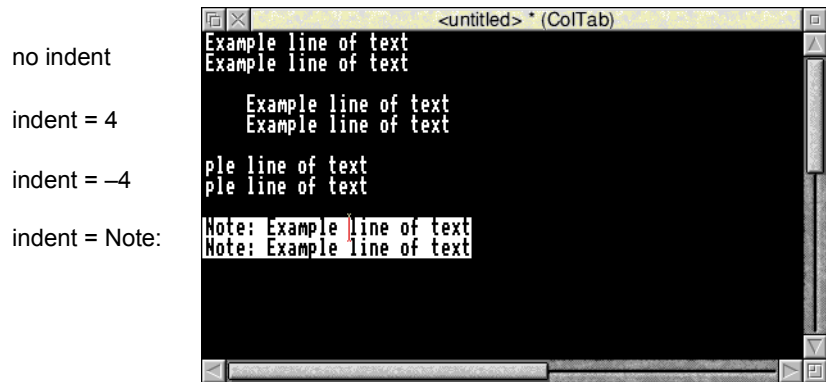 <untitled> * (ColTab)
no indent
Example line of text
Example line of text
indent = 4
Example line of text
Example line of text
indent = –4
ple line of text
ple line of text
indent = Note:
Note: Example line of text
Note: Example line of text